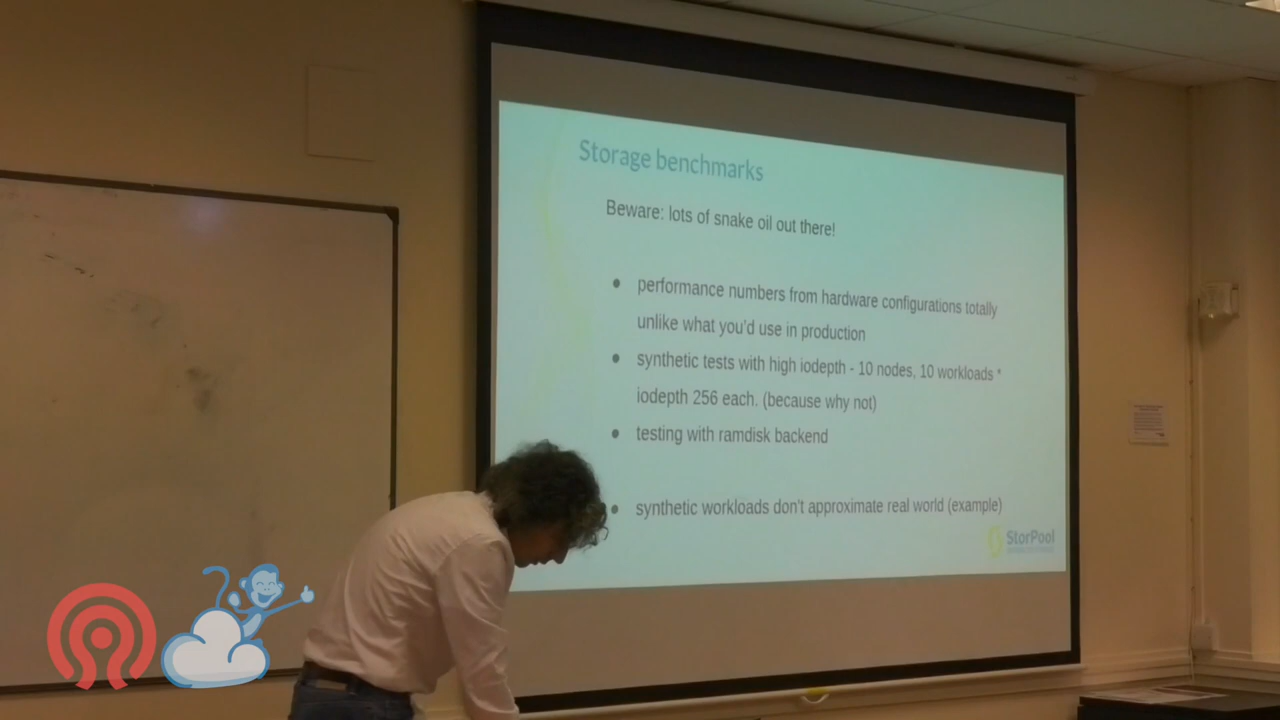 Storage benchmarks
Beware: lots of snake oil out there!
● performance numbers from hardware configurations totally
unlike what you'd use in production
● synthetic tests with high iodepth - 10 nodes, 10 workloads *
iodepth 256 each. (because why not)
● testing with ramdisk backend
● synthetic workloads don't approximate real world (example)
StorPool